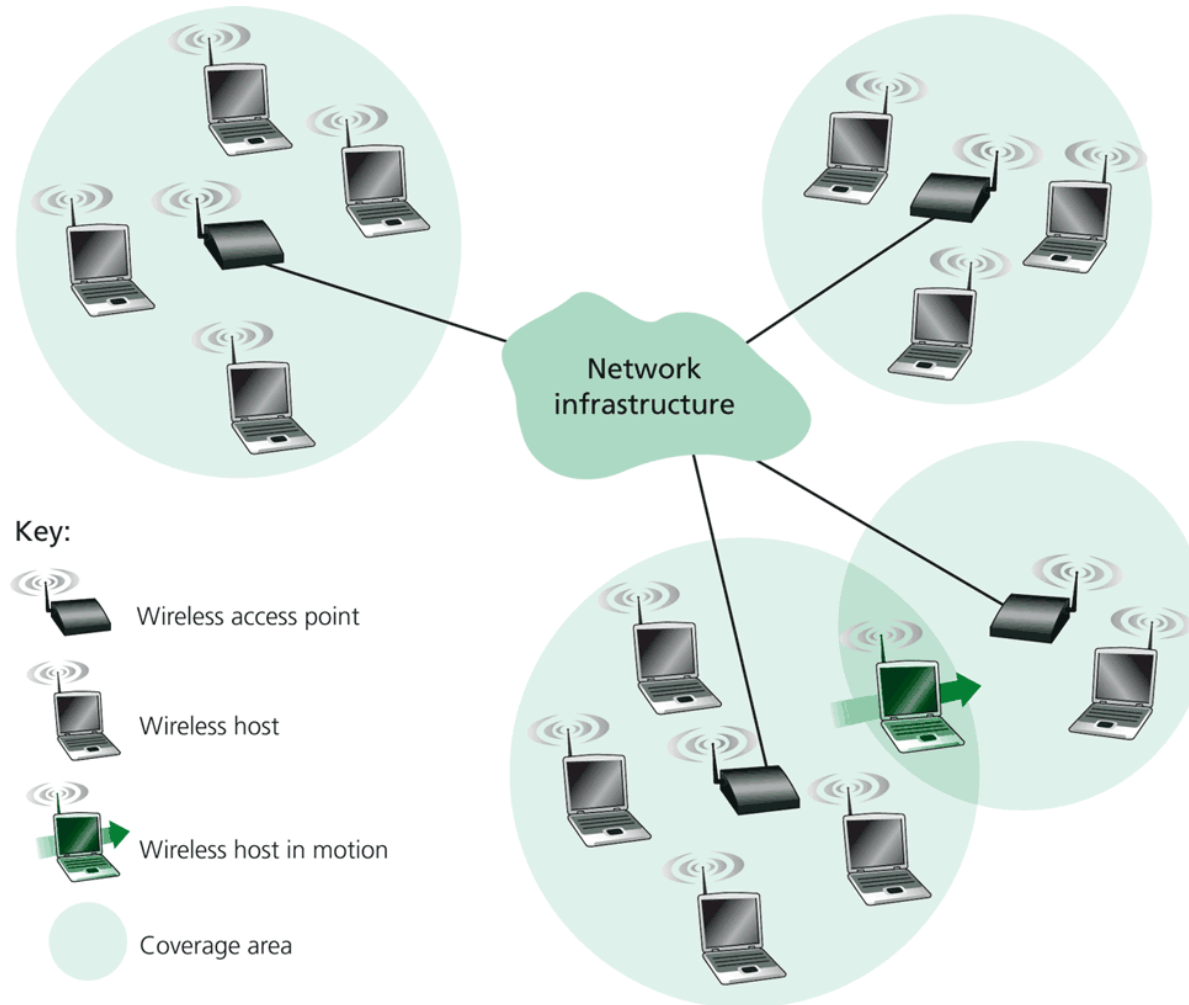 Network
infrastructure
Key:
Wireless access point
Wireless host
Wireless host in motion
Coverage area